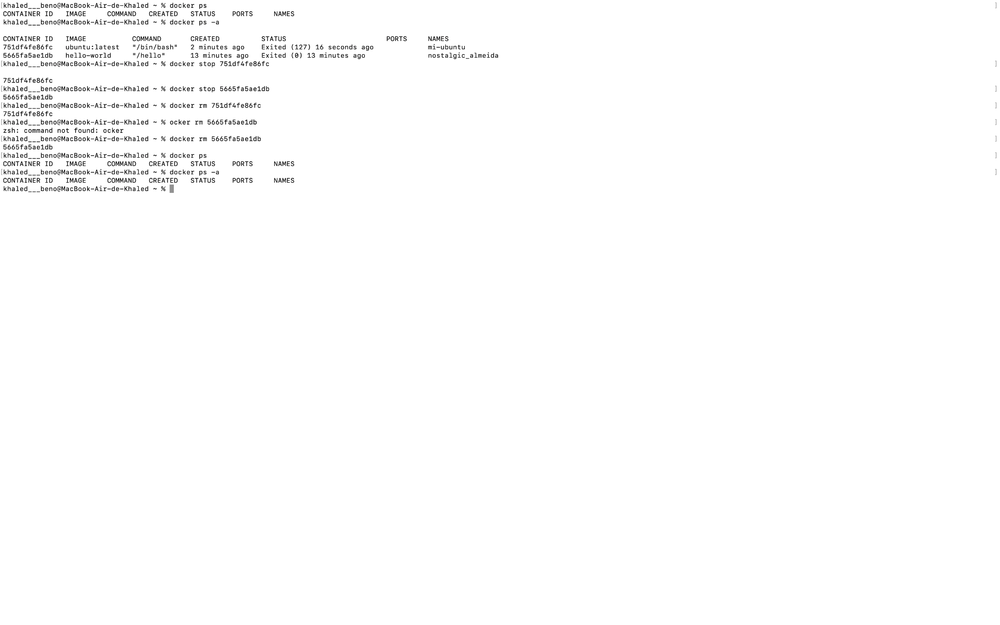 [khaled___beno@MacBook-Air-de-Khaled ~ % docker ps ]
CONTAINER ID   IMAGE     COMMAND   CREATED   STATUS    PORTS     NAMES
khaled___beno@MacBook-Air-de-Khaled ~ % docker ps -a
CONTAINER ID   IMAGE           COMMAND       CREATED          STATUS                        PORTS     NAMES
751df4fe86fc   ubuntu:latest   "/bin/bash"   2 minutes ago    Exited (127) 16 seconds ago             mi-ubuntu
5665fa5ae1db   hello-world     "/hello"      13 minutes ago   Exited (0) 13 minutes ago               nostalgic_almeida
[khaled___beno@MacBook-Air-de-Khaled ~ % docker stop 751df4fe86fc ]
751df4fe86fc
[khaled___beno@MacBook-Air-de-Khaled ~ % docker stop 5665fa5ae1db ]
5665fa5ae1db
[khaled___beno@MacBook-Air-de-Khaled ~ % docker rm 751df4fe86fc ]
751df4fe86fc
[khaled___beno@MacBook-Air-de-Khaled ~ % ocker rm 5665fa5ae1db ]
zsh: command not found: ocker
[khaled___beno@MacBook-Air-de-Khaled ~ % docker rm 5665fa5ae1db ]
5665fa5ae1db
[khaled___beno@MacBook-Air-de-Khaled ~ % docker ps ]
CONTAINER ID   IMAGE     COMMAND   CREATED   STATUS    PORTS     NAMES
[khaled___beno@MacBook-Air-de-Khaled ~ % docker ps -a ]
CONTAINER ID   IMAGE     COMMAND   CREATED   STATUS    PORTS     NAMES
khaled___beno@MacBook-Air-de-Khaled ~ %